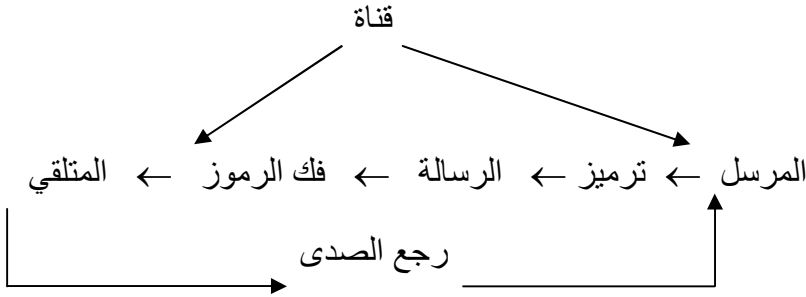 قناة
المرسل ← ترميز ← الرسالة ← فك الرموز ← المتلقي
رجع الصدى